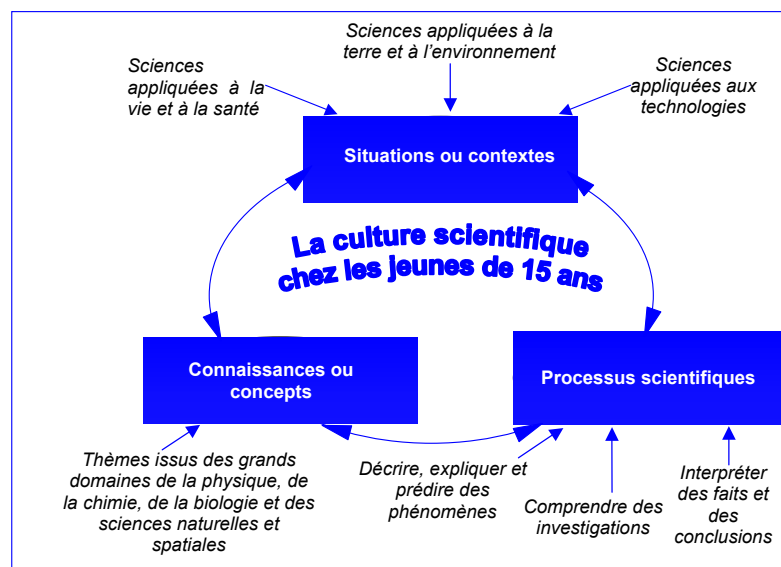 Sciences appliquées à la
terre et à l'environnement
Sciences
appliquées à la
vie et à la santé
Sciences
appliquées aux
technologies
Situations ou contextes
La culture scientifique
chez les jeunes de 15 ans
Connaissances ou
concepts
Processus scientifiques
Thèmes issus des grands
domaines de la physique, de
la chimie, de la biologie et des
sciences naturelles et
spatiales
Décrire, expliquer et
prédire des
phénomènes
Comprendre des
investigations
Interpréter
des faits et
des
conclusions